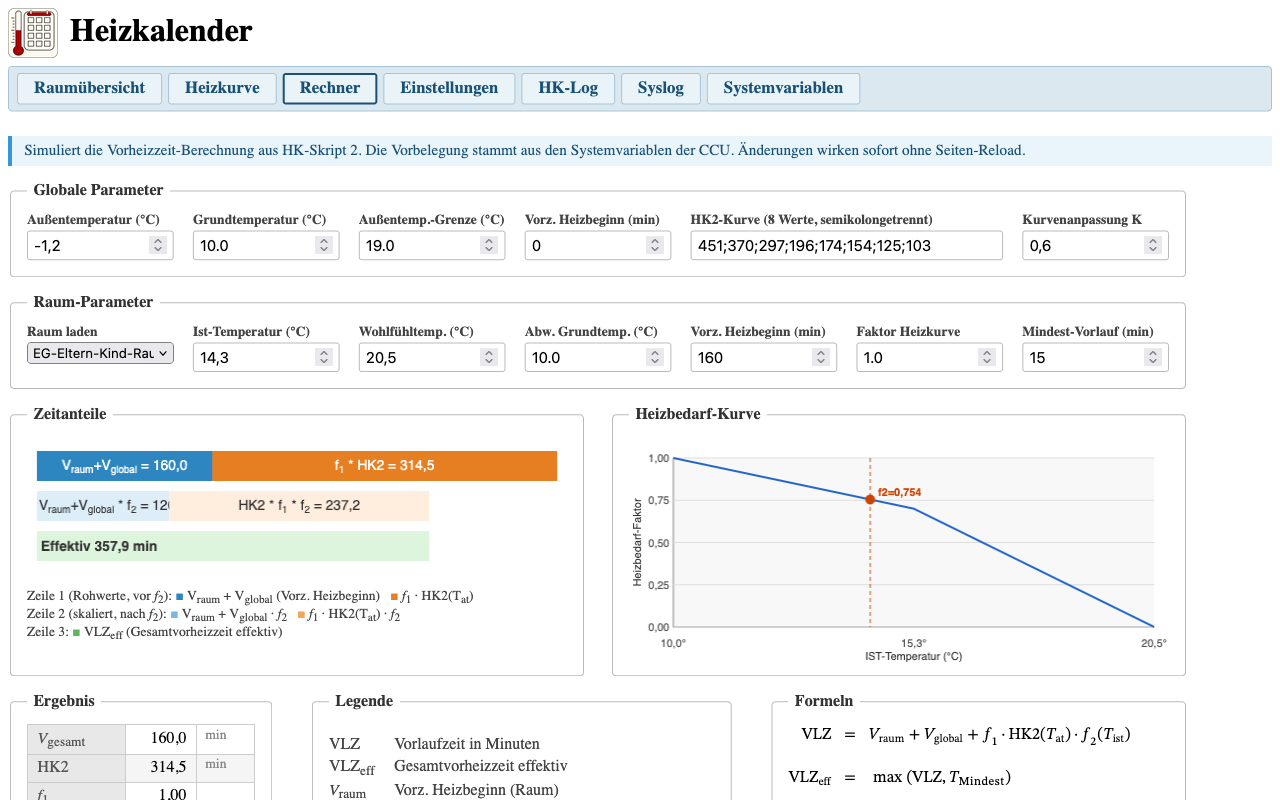 Heizkalender
Raumübersicht Heizkurve Rechner Einstellungen HK-Log Syslog Systemvariablen
Simuliert die Vorheizzeit-Berechnung aus HK-Skript 2. Die Vorbelegung stammt aus den Systemvariablen der CCU. Änderungen wirken sofort ohne Seiten-Reload.
Globale Parameter
Außentemperatur (°C) Grundtemperatur (°C) Außentemp.-Grenze (°C) Vorz. Heizbeginn (min) HK2-Kurve (8 Werte, semikolongetrennt) Kurvenanpassung K
-1,2 10.0 19.0 0 451;370;297;196;174;154;125;103 0,6
Raum-Parameter
Raum laden Ist-Temperatur (°C) Wohlfühltemp. (°C) Abw. Grundtemp. (°C) Vorz. Heizbeginn (min) Faktor Heizkurve Mindest-Vorlauf (min)
EG-Eltern-Kind-Rau 14,3 20,5 10.0 160 1.0 15
Zeitanteile
Vraum+Vglobal = 160,0 f1 * HK2 = 314,5
Vraum+Vglobal * f2 = 120 HK2 * f1 * f2 = 237,2
Effektiv 357,9 min
Zeile 1 (Rohwerte, vor f2): Vraum + Vglobal (Vorz. Heizbeginn) f1 · HK2(Tat)
Zeile 2 (skaliert, nach f2): Vraum + Vglobal · f2 f1 · HK2(Tat) · f2
Zeile 3: VLZeff (Gesamtvorheizzeit effektiv)
Heizbedarf-Kurve
Heizbedarf-Faktor
1,00
0,75
0,50
0,25
0,00
f2=0,754
10,0° 15,3° 20,5°
IST-Temperatur (°C)
Ergebnis
Vgesamt 160,0 min
HK2 314,5 min
f1 1,00
Legende
VLZ Vorlaufzeit in Minuten
VLZeff Gesamtvorheizzeit effektiv
Vraum Vorz. Heizbeginn (Raum)
Formeln
VLZ = Vraum + Vglobal + f1 · HK2(Tat) · f2(Tist)
VLZeff = max (VLZ, TMindest)